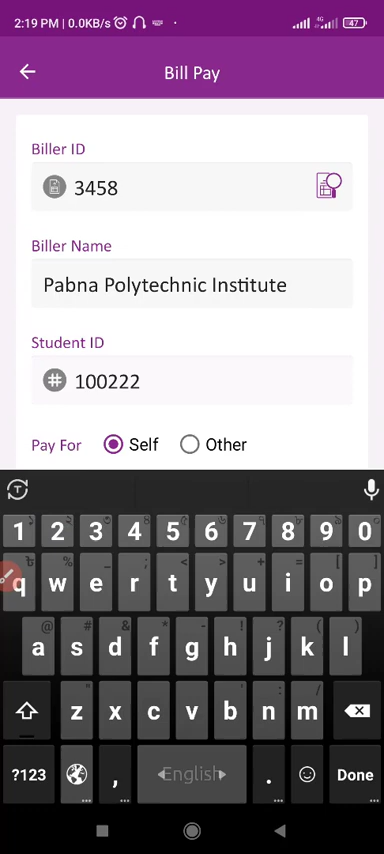 2:19 PM | 0.0KB/s 4G 47
Bill Pay
Biller ID
3458
Biller Name
Pabna Polytechnic Institute
Student ID
# 100222
Pay For Self Other
1 2 3 4 5 6 7 8 9 0
q w e r t y u i o p
a s d f g h j k l
z x c v b n m
?123 , English . Done